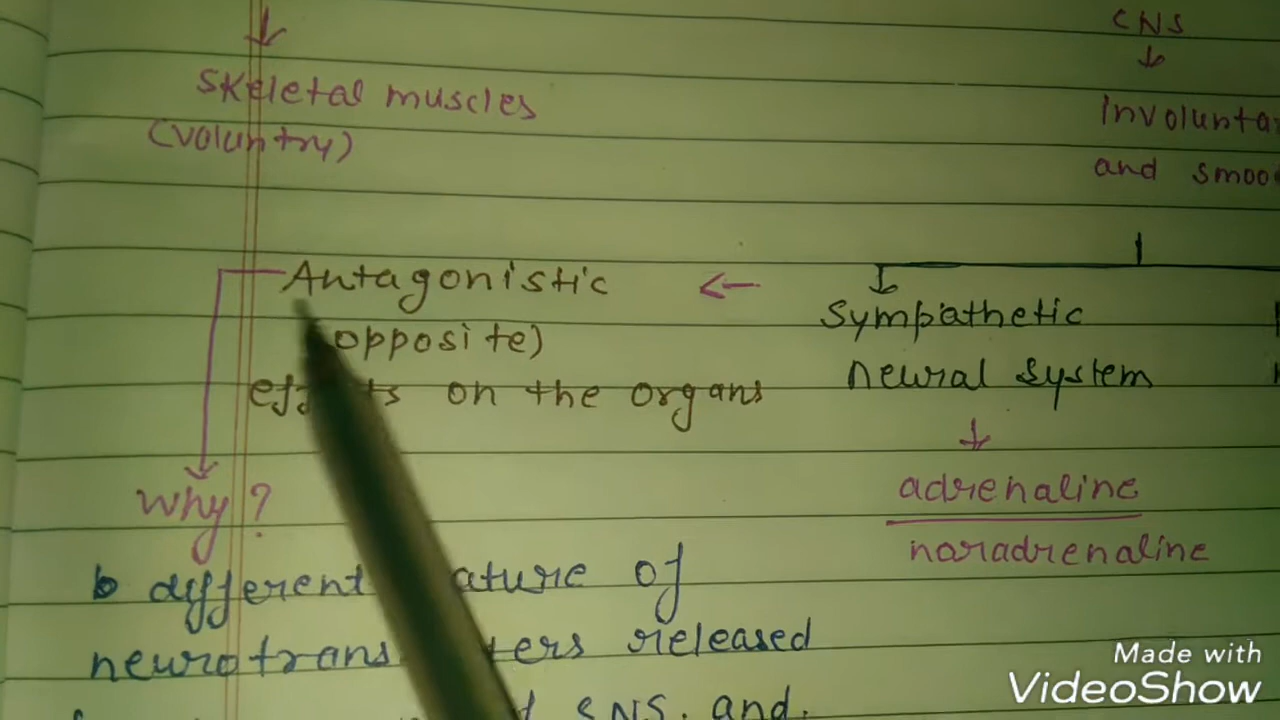 CNS
Skeletal muscles
(voluntry)
Involunta
and smoo
Antagonistic
opposite)
on the organs
Sympathetic
neural system
adrenaline
noradrenaline
Why?
different of
released
SNS. and
Made with
VideoShow